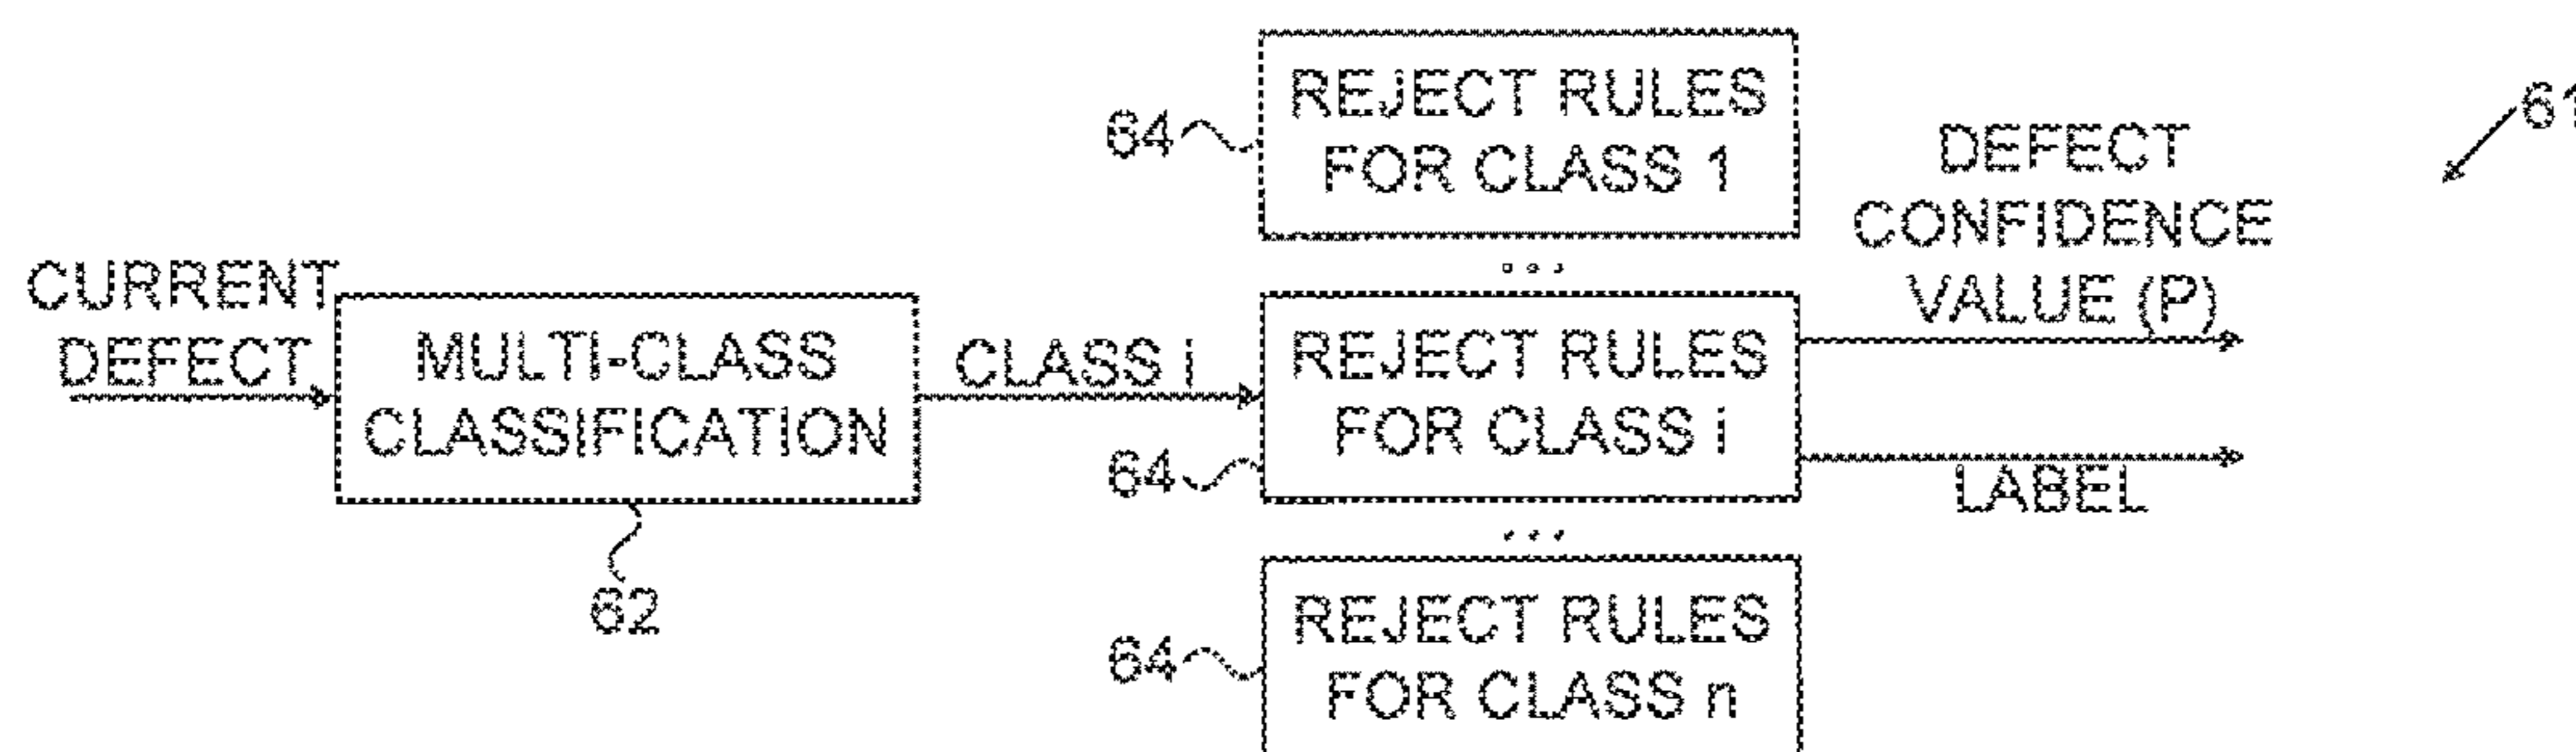 CURRENT
DEFECT
MULTI-CLASS
CLASSIFICATION
62
CLASS i
64
REJECT RULES
FOR CLASS 1
...
64
REJECT RULES
FOR CLASS i
...
64
REJECT RULES
FOR CLASS n
DEFECT
CONFIDENCE
VALUE (P)
LABEL
61